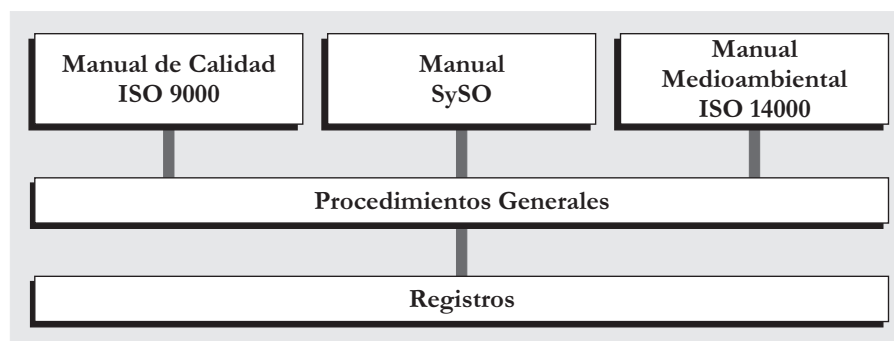 Manual de Calidad
ISO 9000
Manual
SySO
Manual
Medioambiental
ISO 14000
Procedimientos Generales
Registros